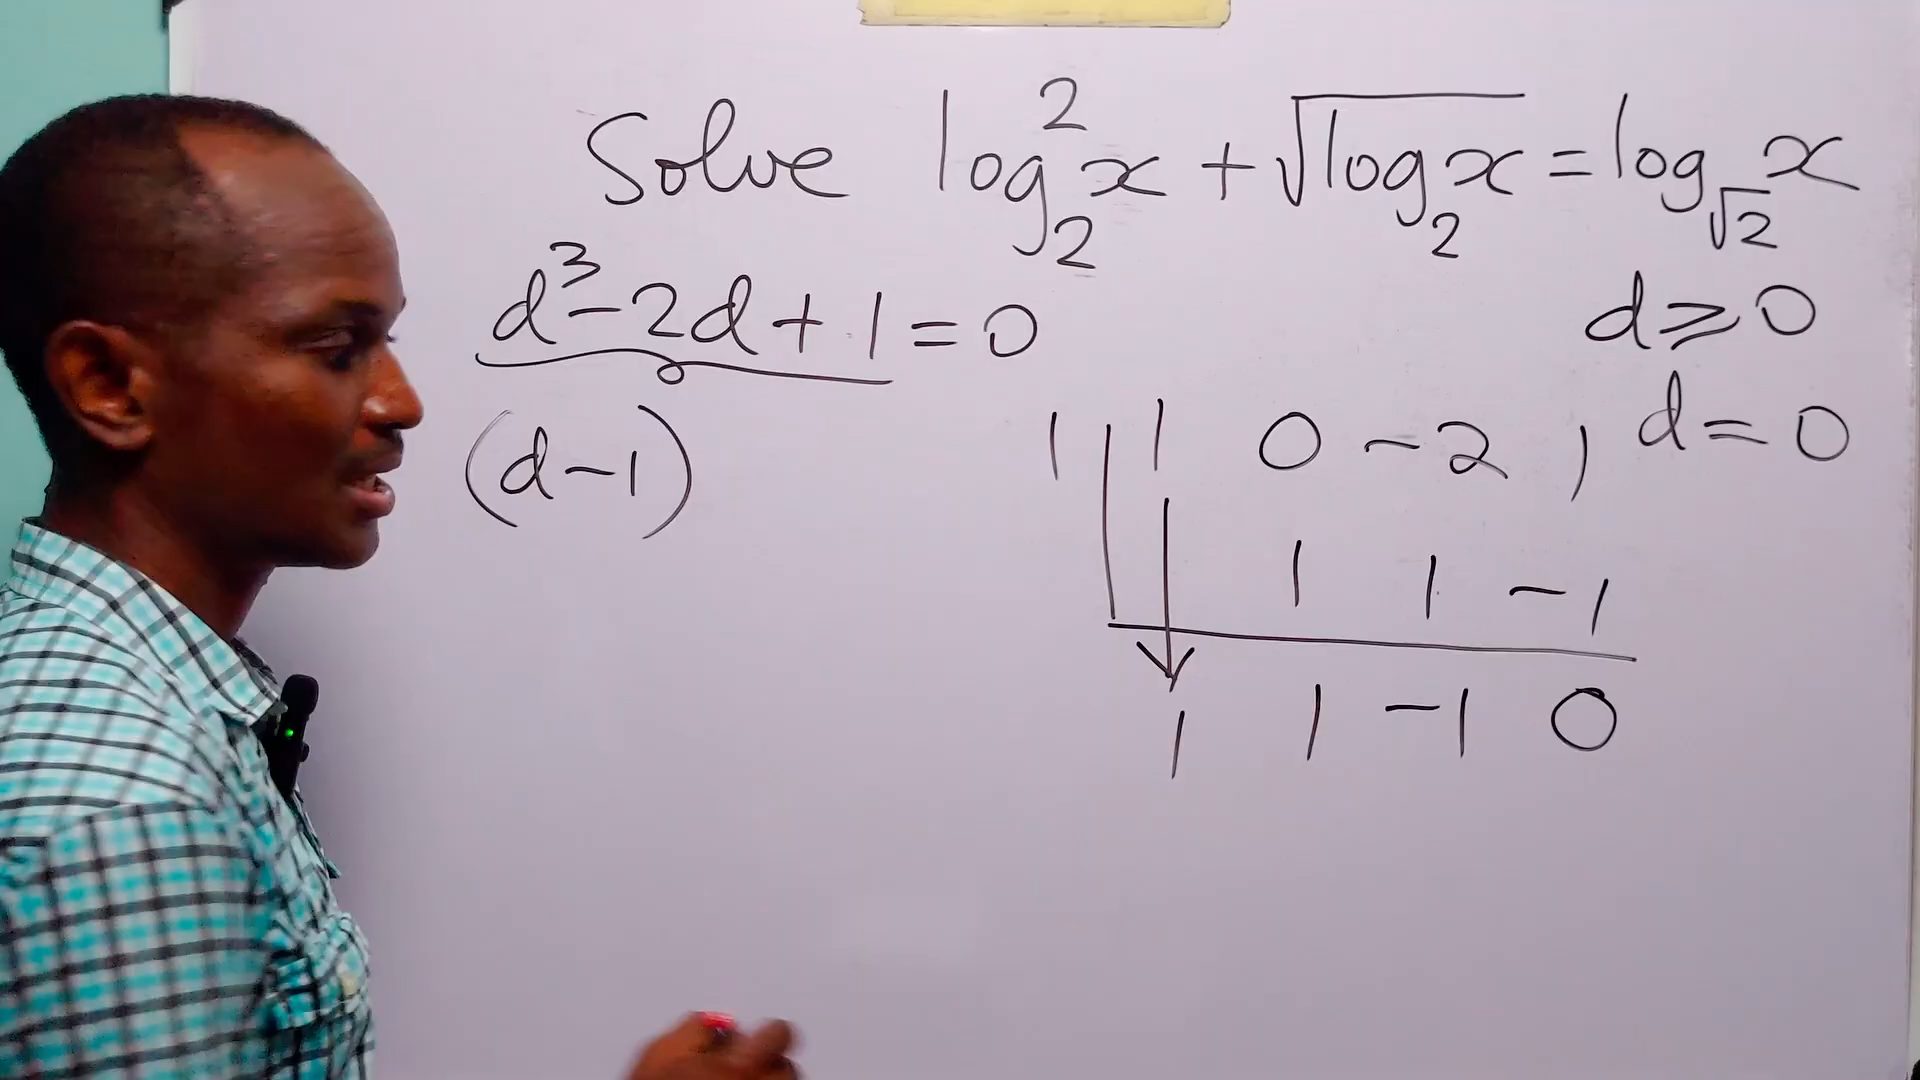 Solve log₂²x + √log₂x = log_√2 x
d³ - 2d + 1 = 0
d ≥ 0
d = 0
(d - 1)
1 | 1 0 -2 1
1 1 -1
1 1 -1 0